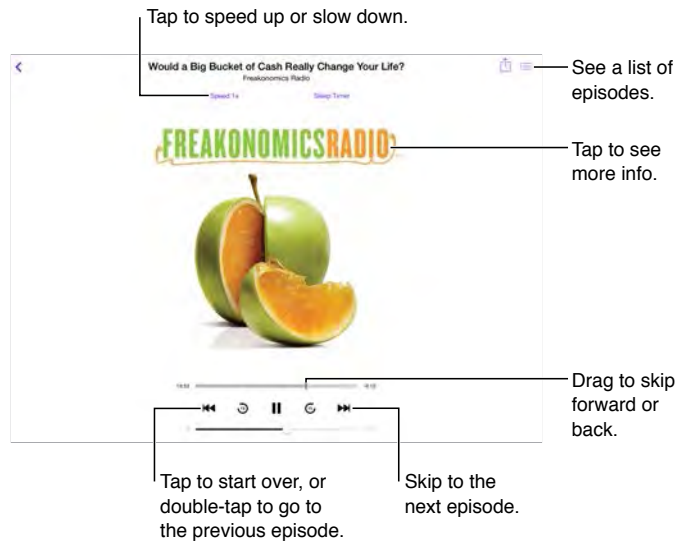 Tap to speed up or slow down.
Would a Big Bucket of Cash Really Change Your Life?
Freakonomics Radio
Speed 1x
Sleep Timer
See a list of
episodes.
FREAKONOMICSRADIO
Tap to see
more info.
Drag to skip
forward or
back.
Tap to start over, or
double-tap to go to
the previous episode.
Skip to the
next episode.